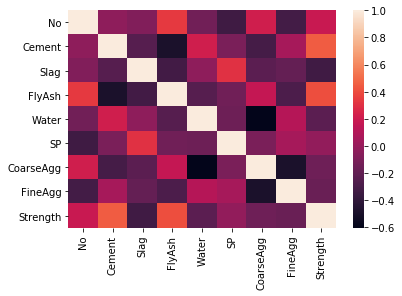 No
Cement
Slag
FlyAsh
Water
SP
CoarseAgg
FineAgg
Strength
No
Cement
Slag
FlyAsh
Water
SP
CoarseAgg
FineAgg
Strength
1.0
0.8
0.6
0.4
0.2
0.0
−0.2
−0.4
−0.6